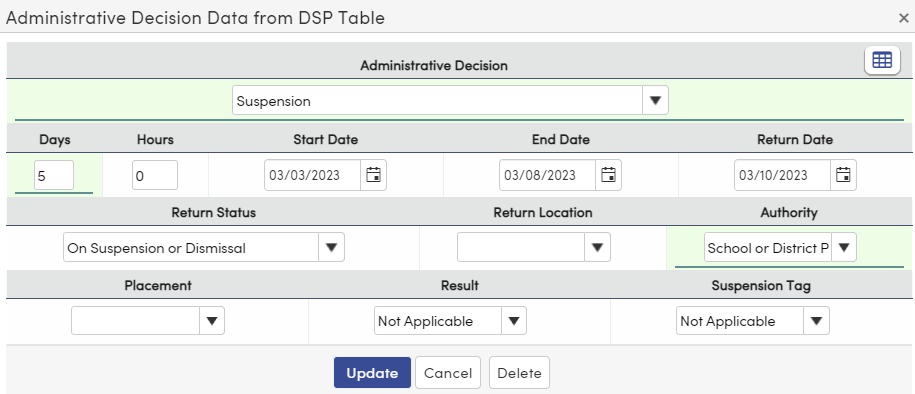 Administrative Decision Data from DSP Table ×
Administrative Decision
Suspension
Days Hours Start Date End Date Return Date
5 0 03/03/2023 03/08/2023 03/10/2023
Return Status Return Location Authority
On Suspension or Dismissal School or District P
Placement Result Suspension Tag
Not Applicable Not Applicable
Update Cancel Delete